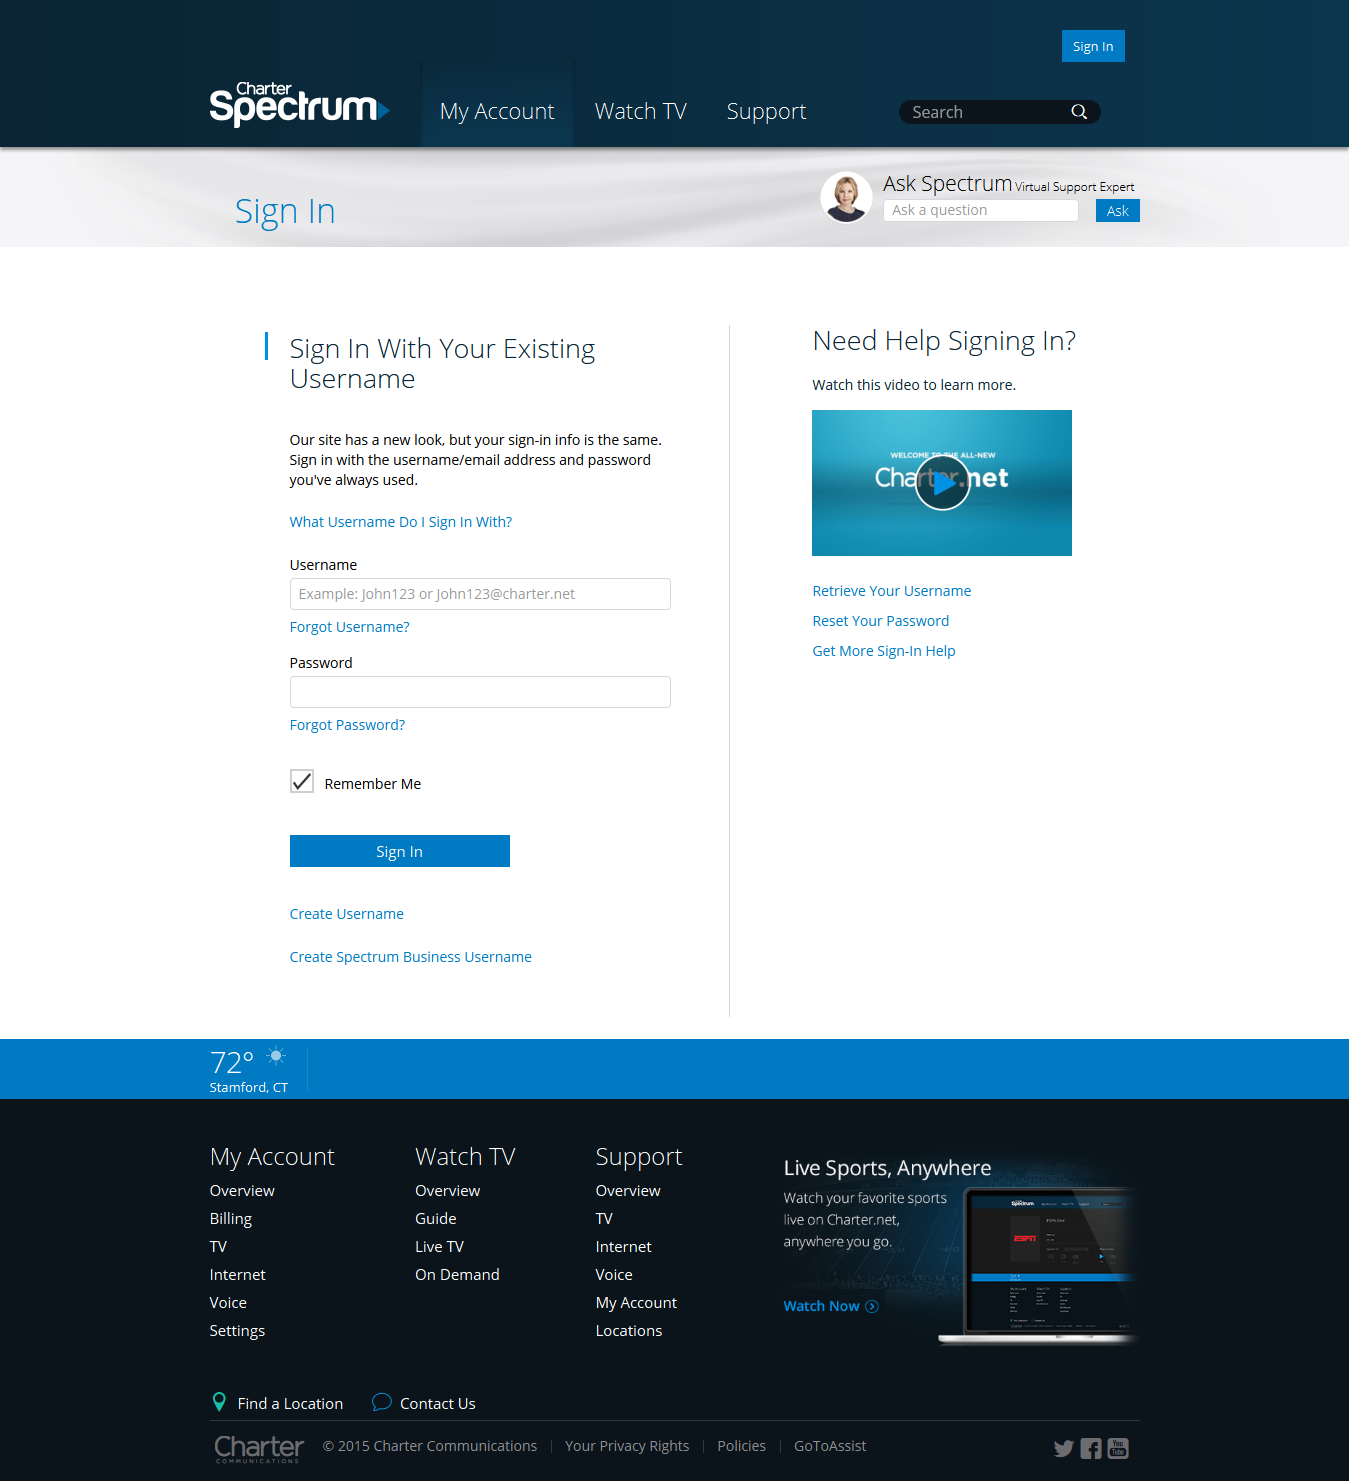 Sign In
Charter
Spectrum
My Account
Watch TV
Support
Search
Sign In
Ask Spectrum Virtual Support Expert
Ask a question
Ask
Sign In With Your Existing
Username
Our site has a new look, but your sign-in info is the same.
Sign in with the username/email address and password
you've always used.
What Username Do I Sign In With?
Username
Example: John123 or John123@charter.net
Forgot Username?
Password
Forgot Password?
Remember Me
Sign In
Create Username
Create Spectrum Business Username
Need Help Signing In?
Watch this video to learn more.
WELCOME TO THE ALL-NEW
Charter.net
Retrieve Your Username
Reset Your Password
Get More Sign-In Help
72°
Stamford, CT
My Account
Overview
Billing
TV
Internet
Voice
Settings
Watch TV
Overview
Guide
Live TV
On Demand
Support
Overview
TV
Internet
Voice
My Account
Locations
Live Sports, Anywhere
Watch your favorite sports
live on Charter.net,
anywhere you go.
Watch Now
Spectrum
ESPN
Find a Location
Contact Us
Charter
COMMUNICATIONS
© 2015 Charter Communications
Your Privacy Rights
Policies
GoToAssist
You
Tube